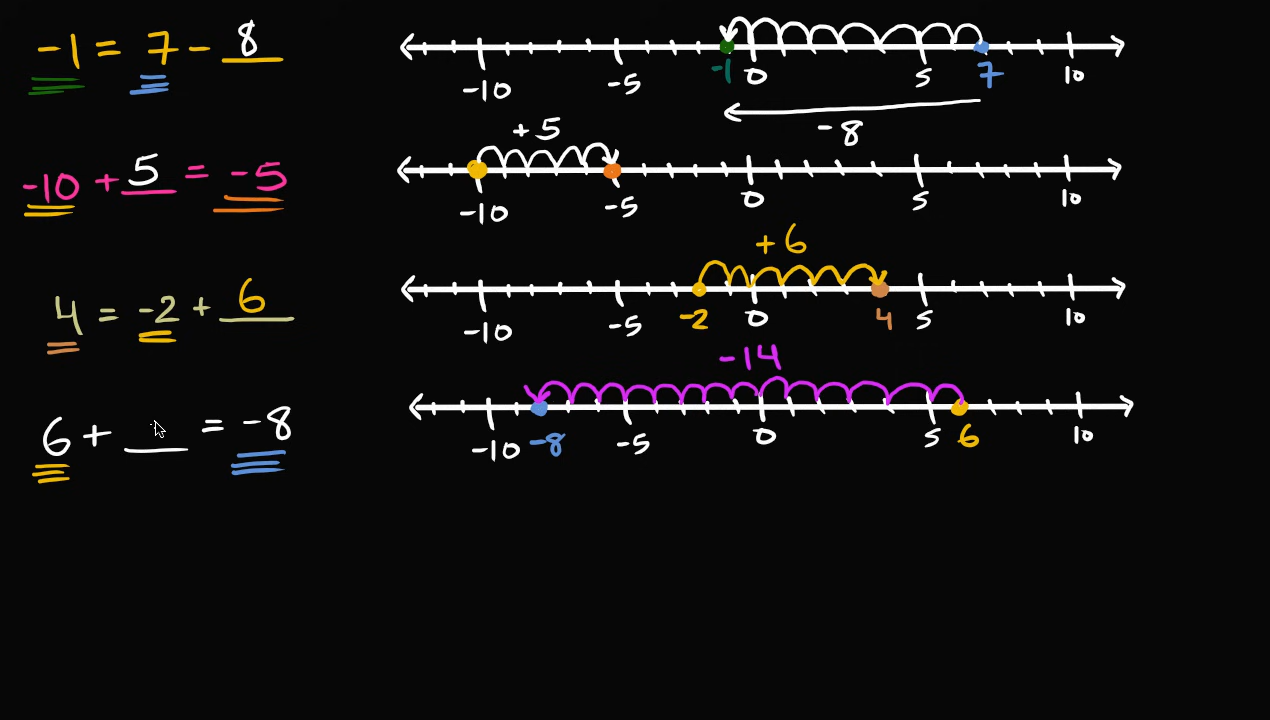 -1 = 7 - 8
-10 -5 -1 0 5 7 10
-8
-10 + 5 = -5
+5
-10 -5 0 5 10
4 = -2 + 6
+6
-10 -5 -2 0 4 5 10
6 + __ = -8
-14
-10 -8 -5 0 5 6 10